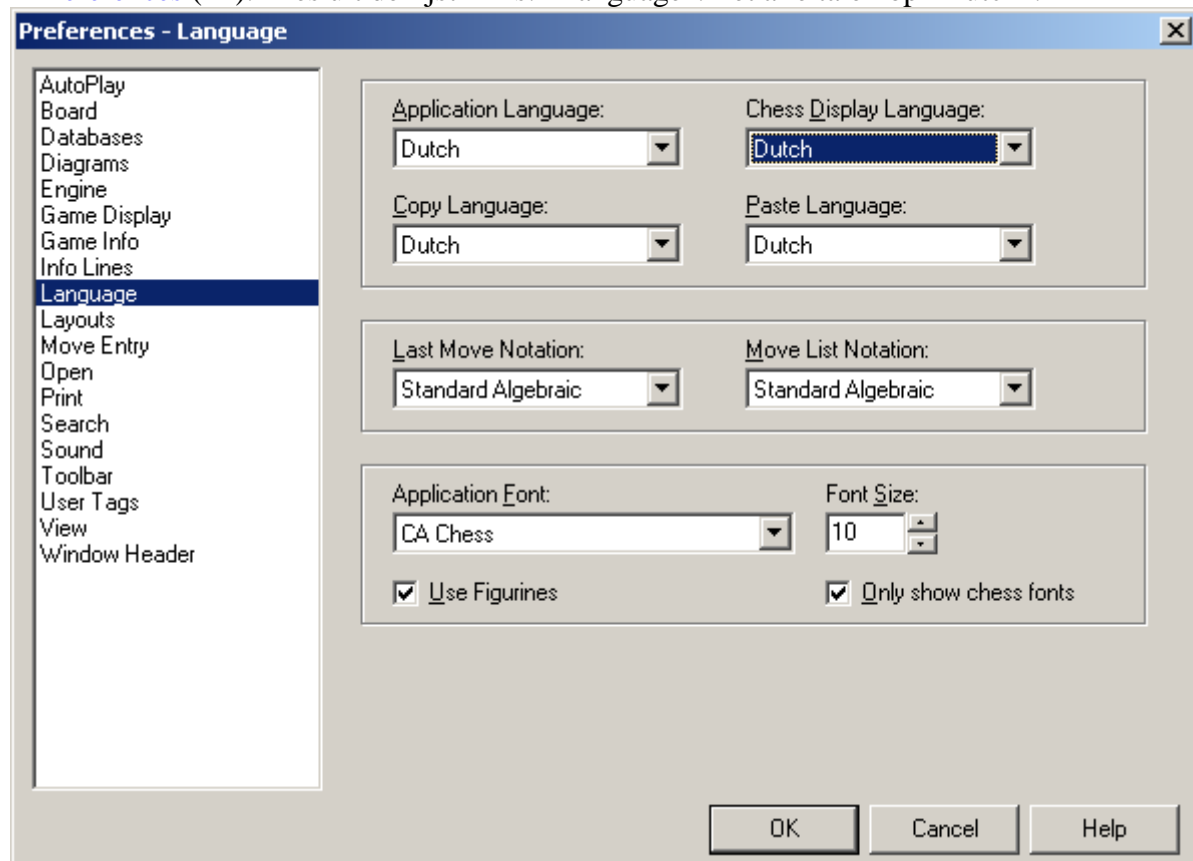 Preferences - Language
AutoPlay
Board
Databases
Diagrams
Engine
Game Display
Game Info
Info Lines
Language
Layouts
Move Entry
Open
Print
Search
Sound
Toolbar
User Tags
View
Window Header
Application Language:
Chess Display Language:
Dutch
Dutch
Copy Language:
Paste Language:
Dutch
Dutch
Last Move Notation:
Move List Notation:
Standard Algebraic
Standard Algebraic
Application Font:
Font Size:
CA Chess
10
Use Figurines
Only show chess fonts
OK
Cancel
Help